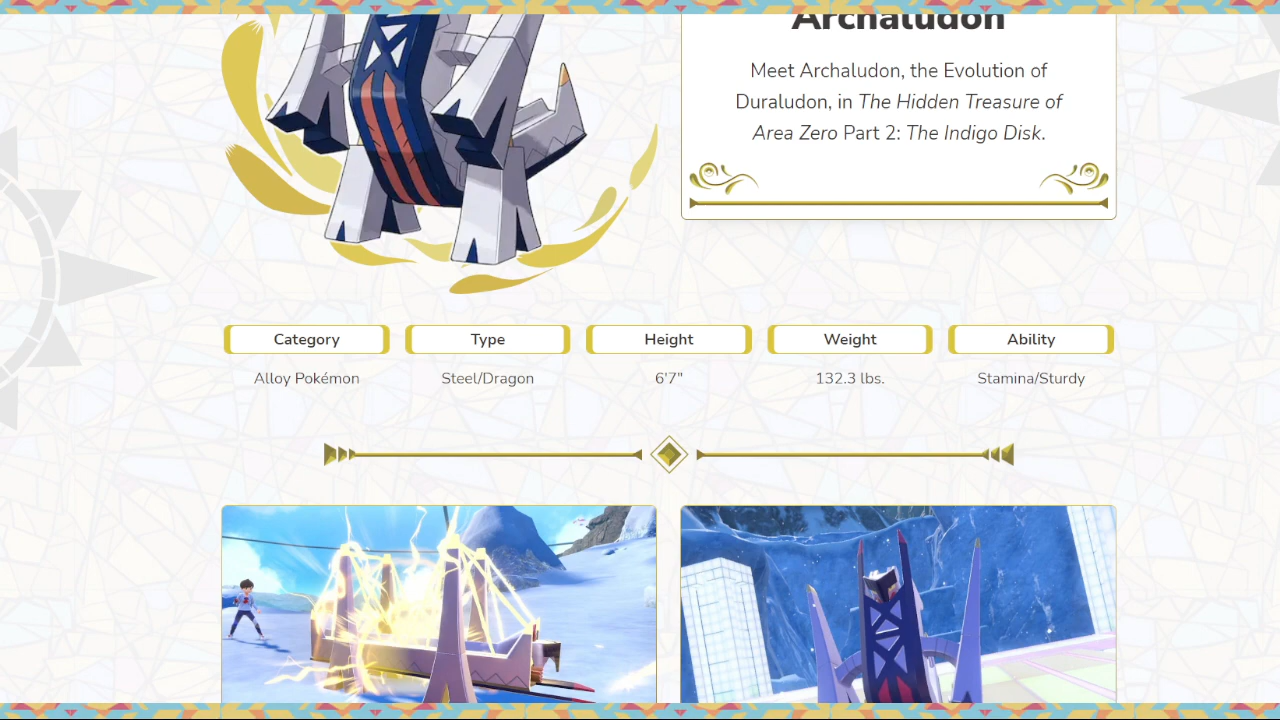 Archaludon
Meet Archaludon, the Evolution of
Duraludon, in The Hidden Treasure of
Area Zero Part 2: The Indigo Disk.
Category
Type
Height
Weight
Ability
Alloy Pokémon
Steel/Dragon
6'7"
132.3 lbs.
Stamina/Sturdy